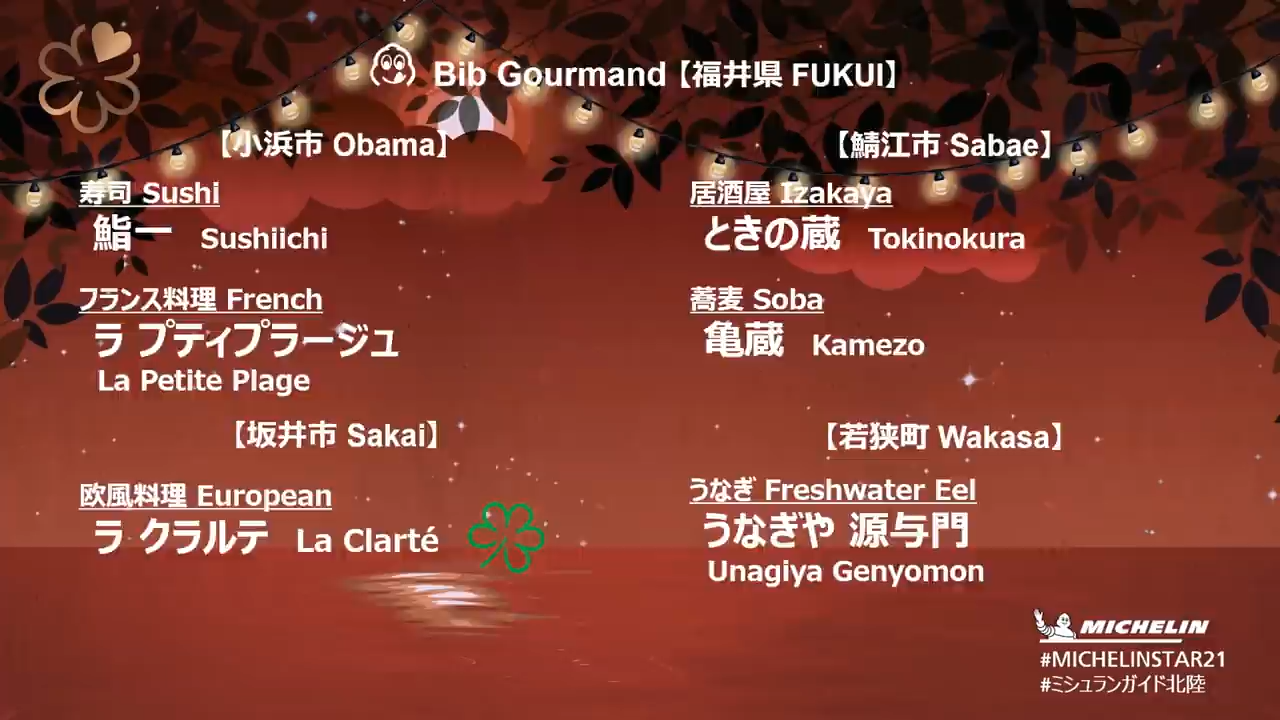 Bib Gourmand【福井県 FUKUI】
【小浜市 Obama】
寿司 Sushi
鮨一 Sushiichi
フランス料理 French
ラ プティプラージュ
La Petite Plage
【坂井市 Sakai】
欧風料理 European
ラ クラルテ La Clarté
【鯖江市 Sabae】
居酒屋 Izakaya
ときの蔵 Tokinokura
蕎麦 Soba
亀蔵 Kamezo
【若狭町 Wakasa】
うなぎ Freshwater Eel
うなぎや 源与門
Unagiya Genyomon
MICHELIN
#MICHELINSTAR21
#ミシュランガイド北陸